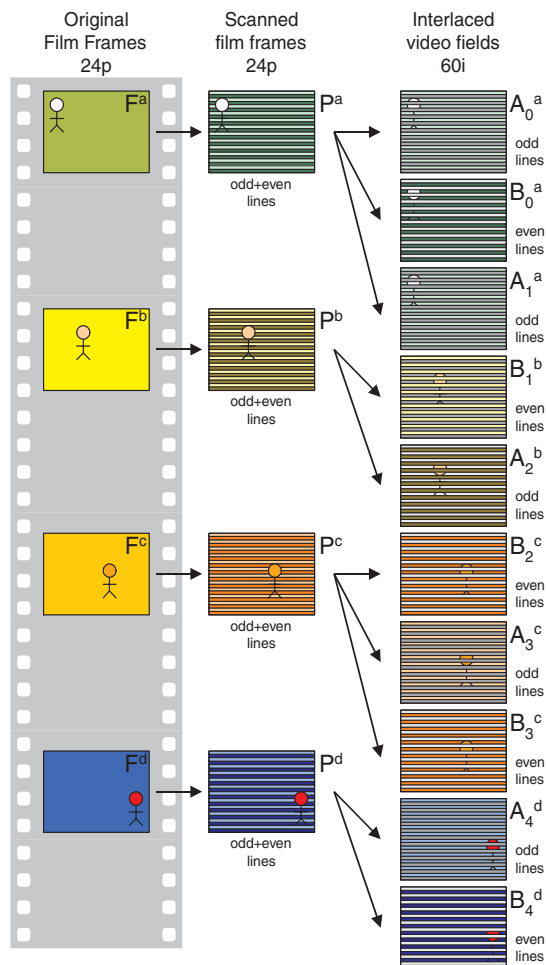 Original
Film Frames
24p
Scanned
film frames
24p
Interlaced
video fields
60i
Fa
Pa
odd+even
lines
A0a
odd
lines
B0a
even
lines
A1a
odd
lines
Fb
Pb
odd+even
lines
B1b
even
lines
A2b
odd
lines
Fc
Pc
odd+even
lines
B2c
even
lines
A3c
odd
lines
B3c
even
lines
Fd
Pd
odd+even
lines
A4d
odd
lines
B4d
even
lines